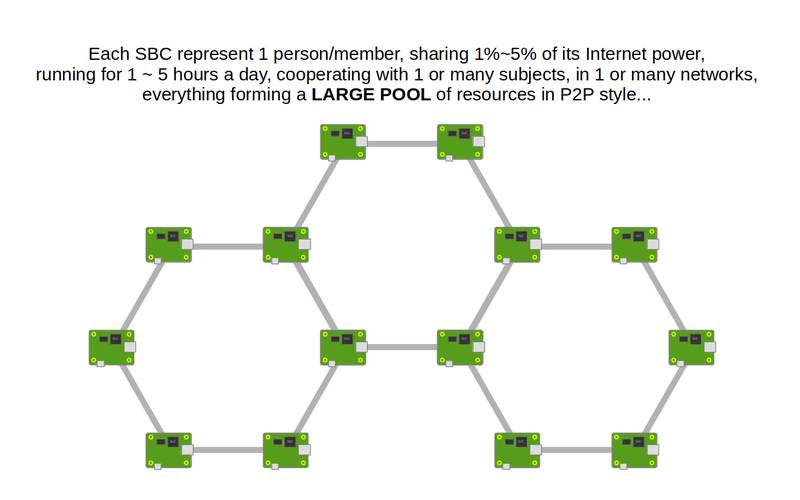 Each SBC represent 1 person/member, sharing 1%~5% of its Internet power,
running for 1 ~ 5 hours a day, cooperating with 1 or many subjects, in 1 or many networks,
everything forming a LARGE POOL of resources in P2P style...